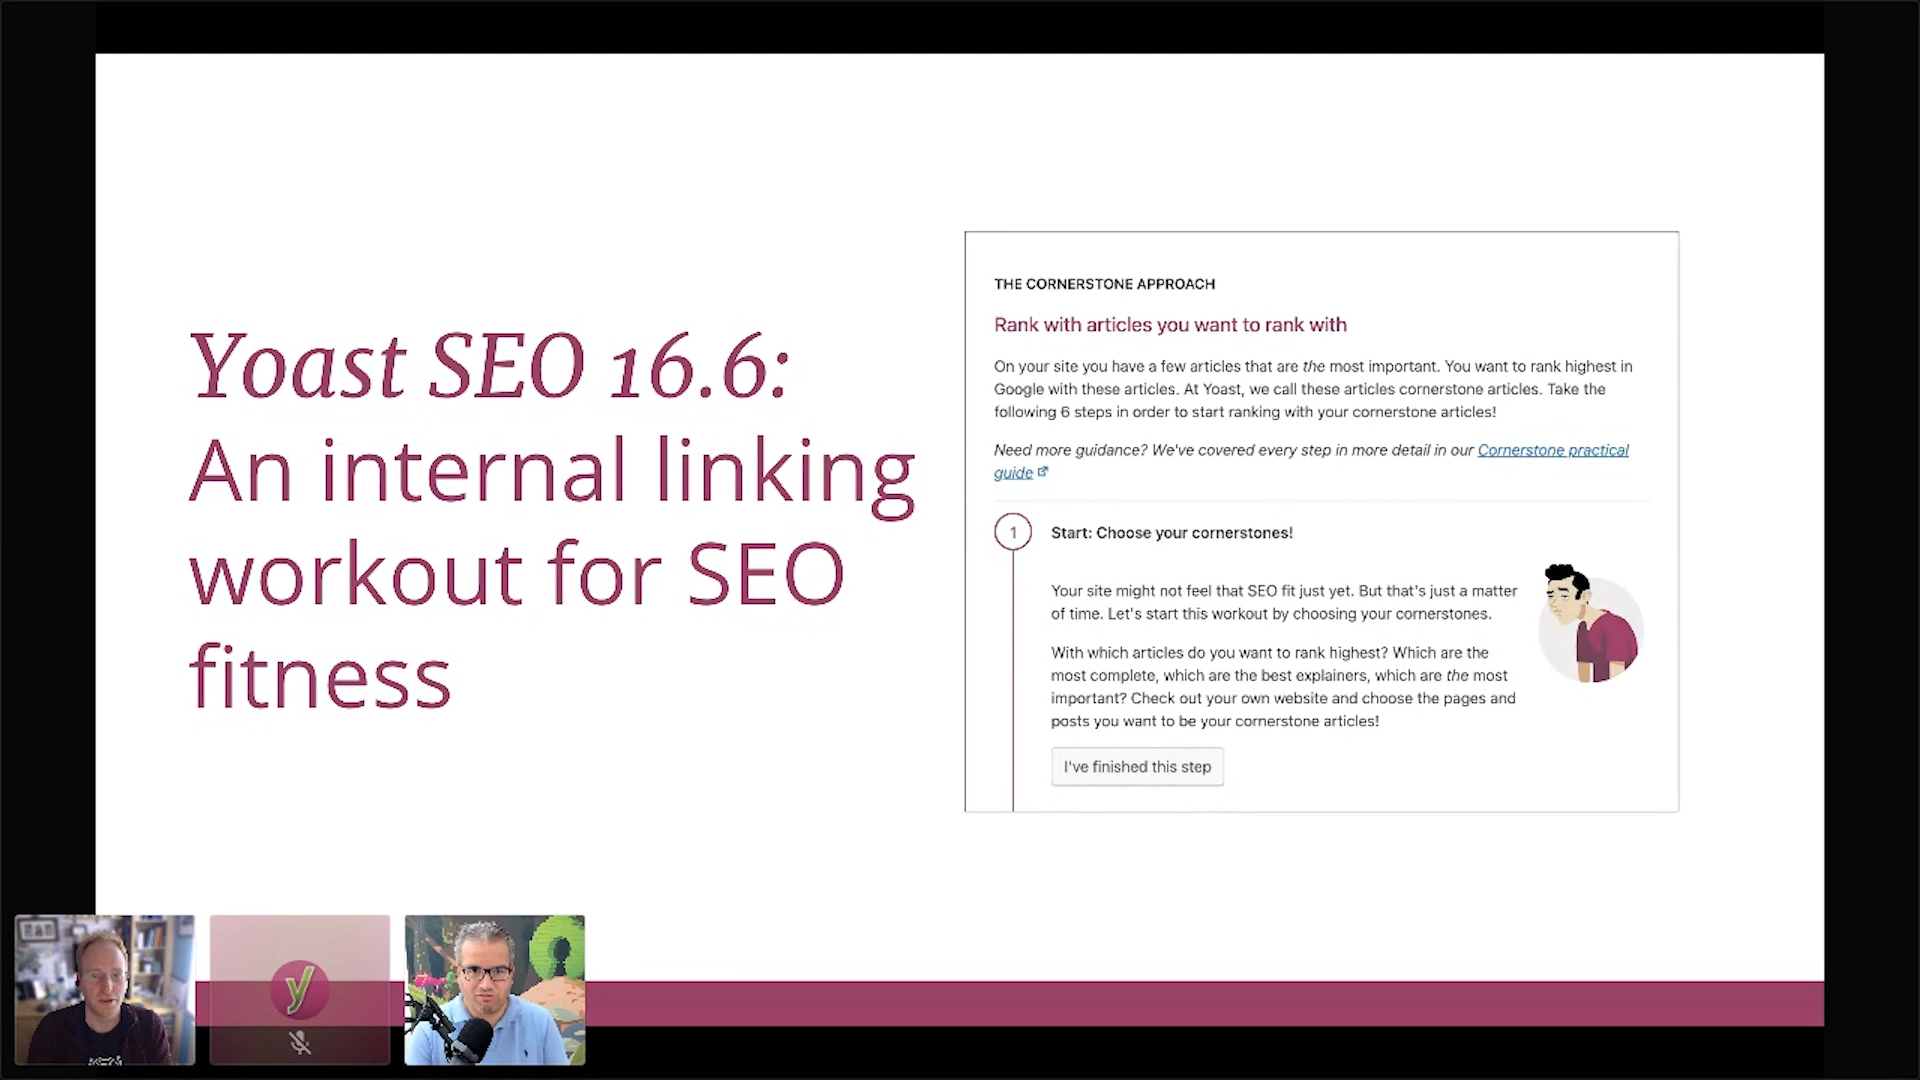 Yoast SEO 16.6:
An internal linking
workout for SEO
fitness
THE CORNERSTONE APPROACH
Rank with articles you want to rank with
On your site you have a few articles that are the most important. You want to rank highest in
Google with these articles. At Yoast, we call these articles cornerstone articles. Take the
following 6 steps in order to start ranking with your cornerstone articles!
Need more guidance? We've covered every step in more detail in our Cornerstone practical
guide
1
Start: Choose your cornerstones!
Your site might not feel that SEO fit just yet. But that's just a matter
of time. Let's start this workout by choosing your cornerstones.
With which articles do you want to rank highest? Which are the
most complete, which are the best explainers, which are the most
important? Check out your own website and choose the pages and
posts you want to be your cornerstone articles!
I've finished this step
y